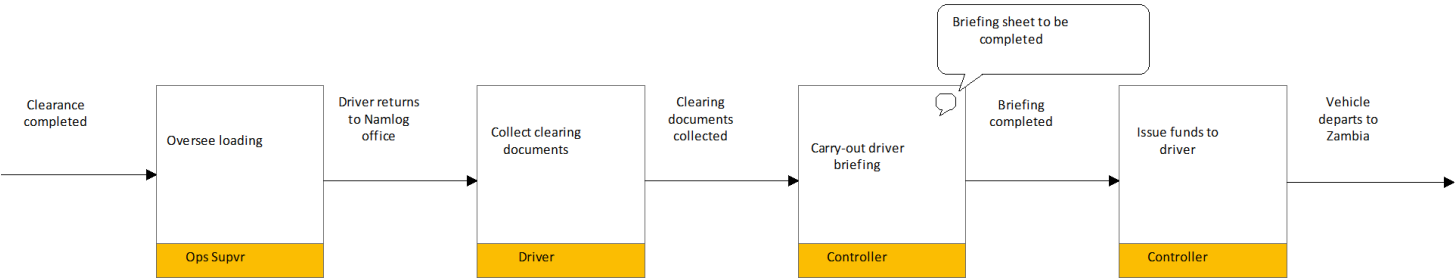 Briefing sheet to be
completed
Clearance
completed
Oversee loading
Ops Supvr
Driver returns
to Namlog
office
Collect clearing
documents
Driver
Clearing
documents
collected
Carry-out driver
briefing
Controller
Briefing
completed
Issue funds to
driver
Controller
Vehicle
departs to
Zambia